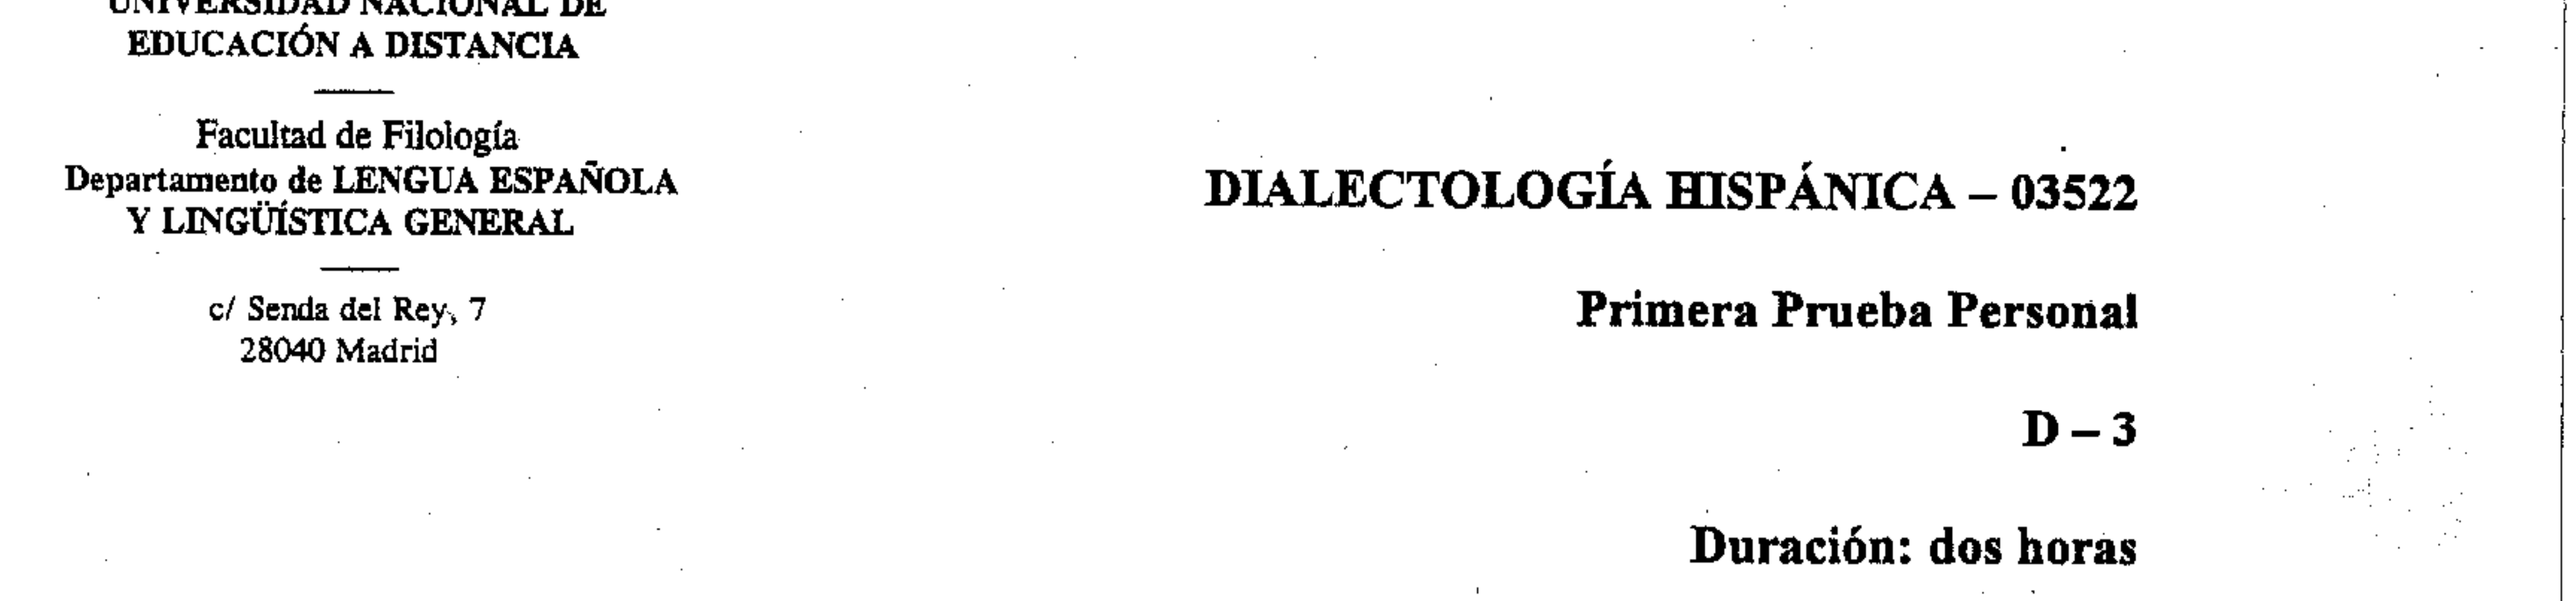 UNIVERSIDAD NACIONAL DE
EDUCACIÓN A DISTANCIA
Facultad de Filología
Departamento de LENGUA ESPAÑOLA
Y LINGÜÍSTICA GENERAL
c/ Senda del Rey, 7
28040 Madrid
DIALECTOLOGÍA HISPÁNICA – 03522
Primera Prueba Personal
D – 3
Duración: dos horas